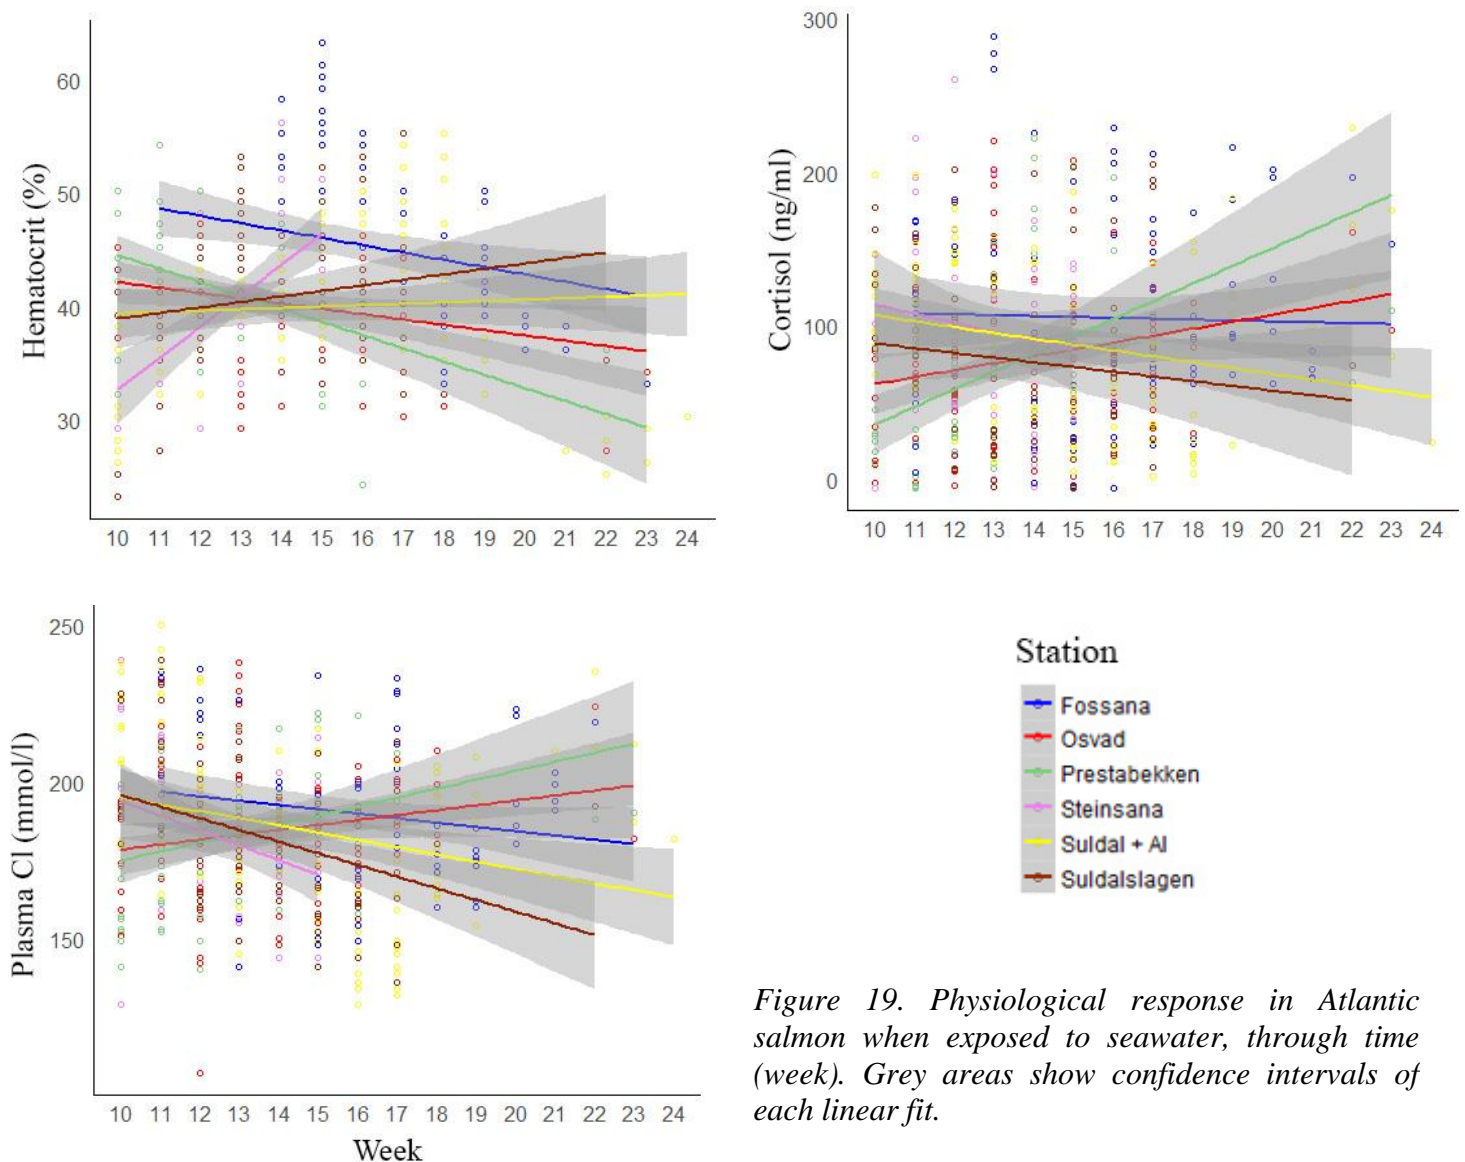 Hematocrit (%)
60
50
40
30
10 11 12 13 14 15 16 17 18 19 20 21 22 23 24
Cortisol (ng/ml)
300
200
100
0
10 11 12 13 14 15 16 17 18 19 20 21 22 23 24
Plasma Cl (mmol/l)
250
200
150
10 11 12 13 14 15 16 17 18 19 20 21 22 23 24
Week
Station
Fossana
Osvad
Prestabekken
Steinsana
Suldal + Al
Suldalslagen
Figure 19. Physiological response in Atlantic
salmon when exposed to seawater, through time
(week). Grey areas show confidence intervals of
each linear fit.